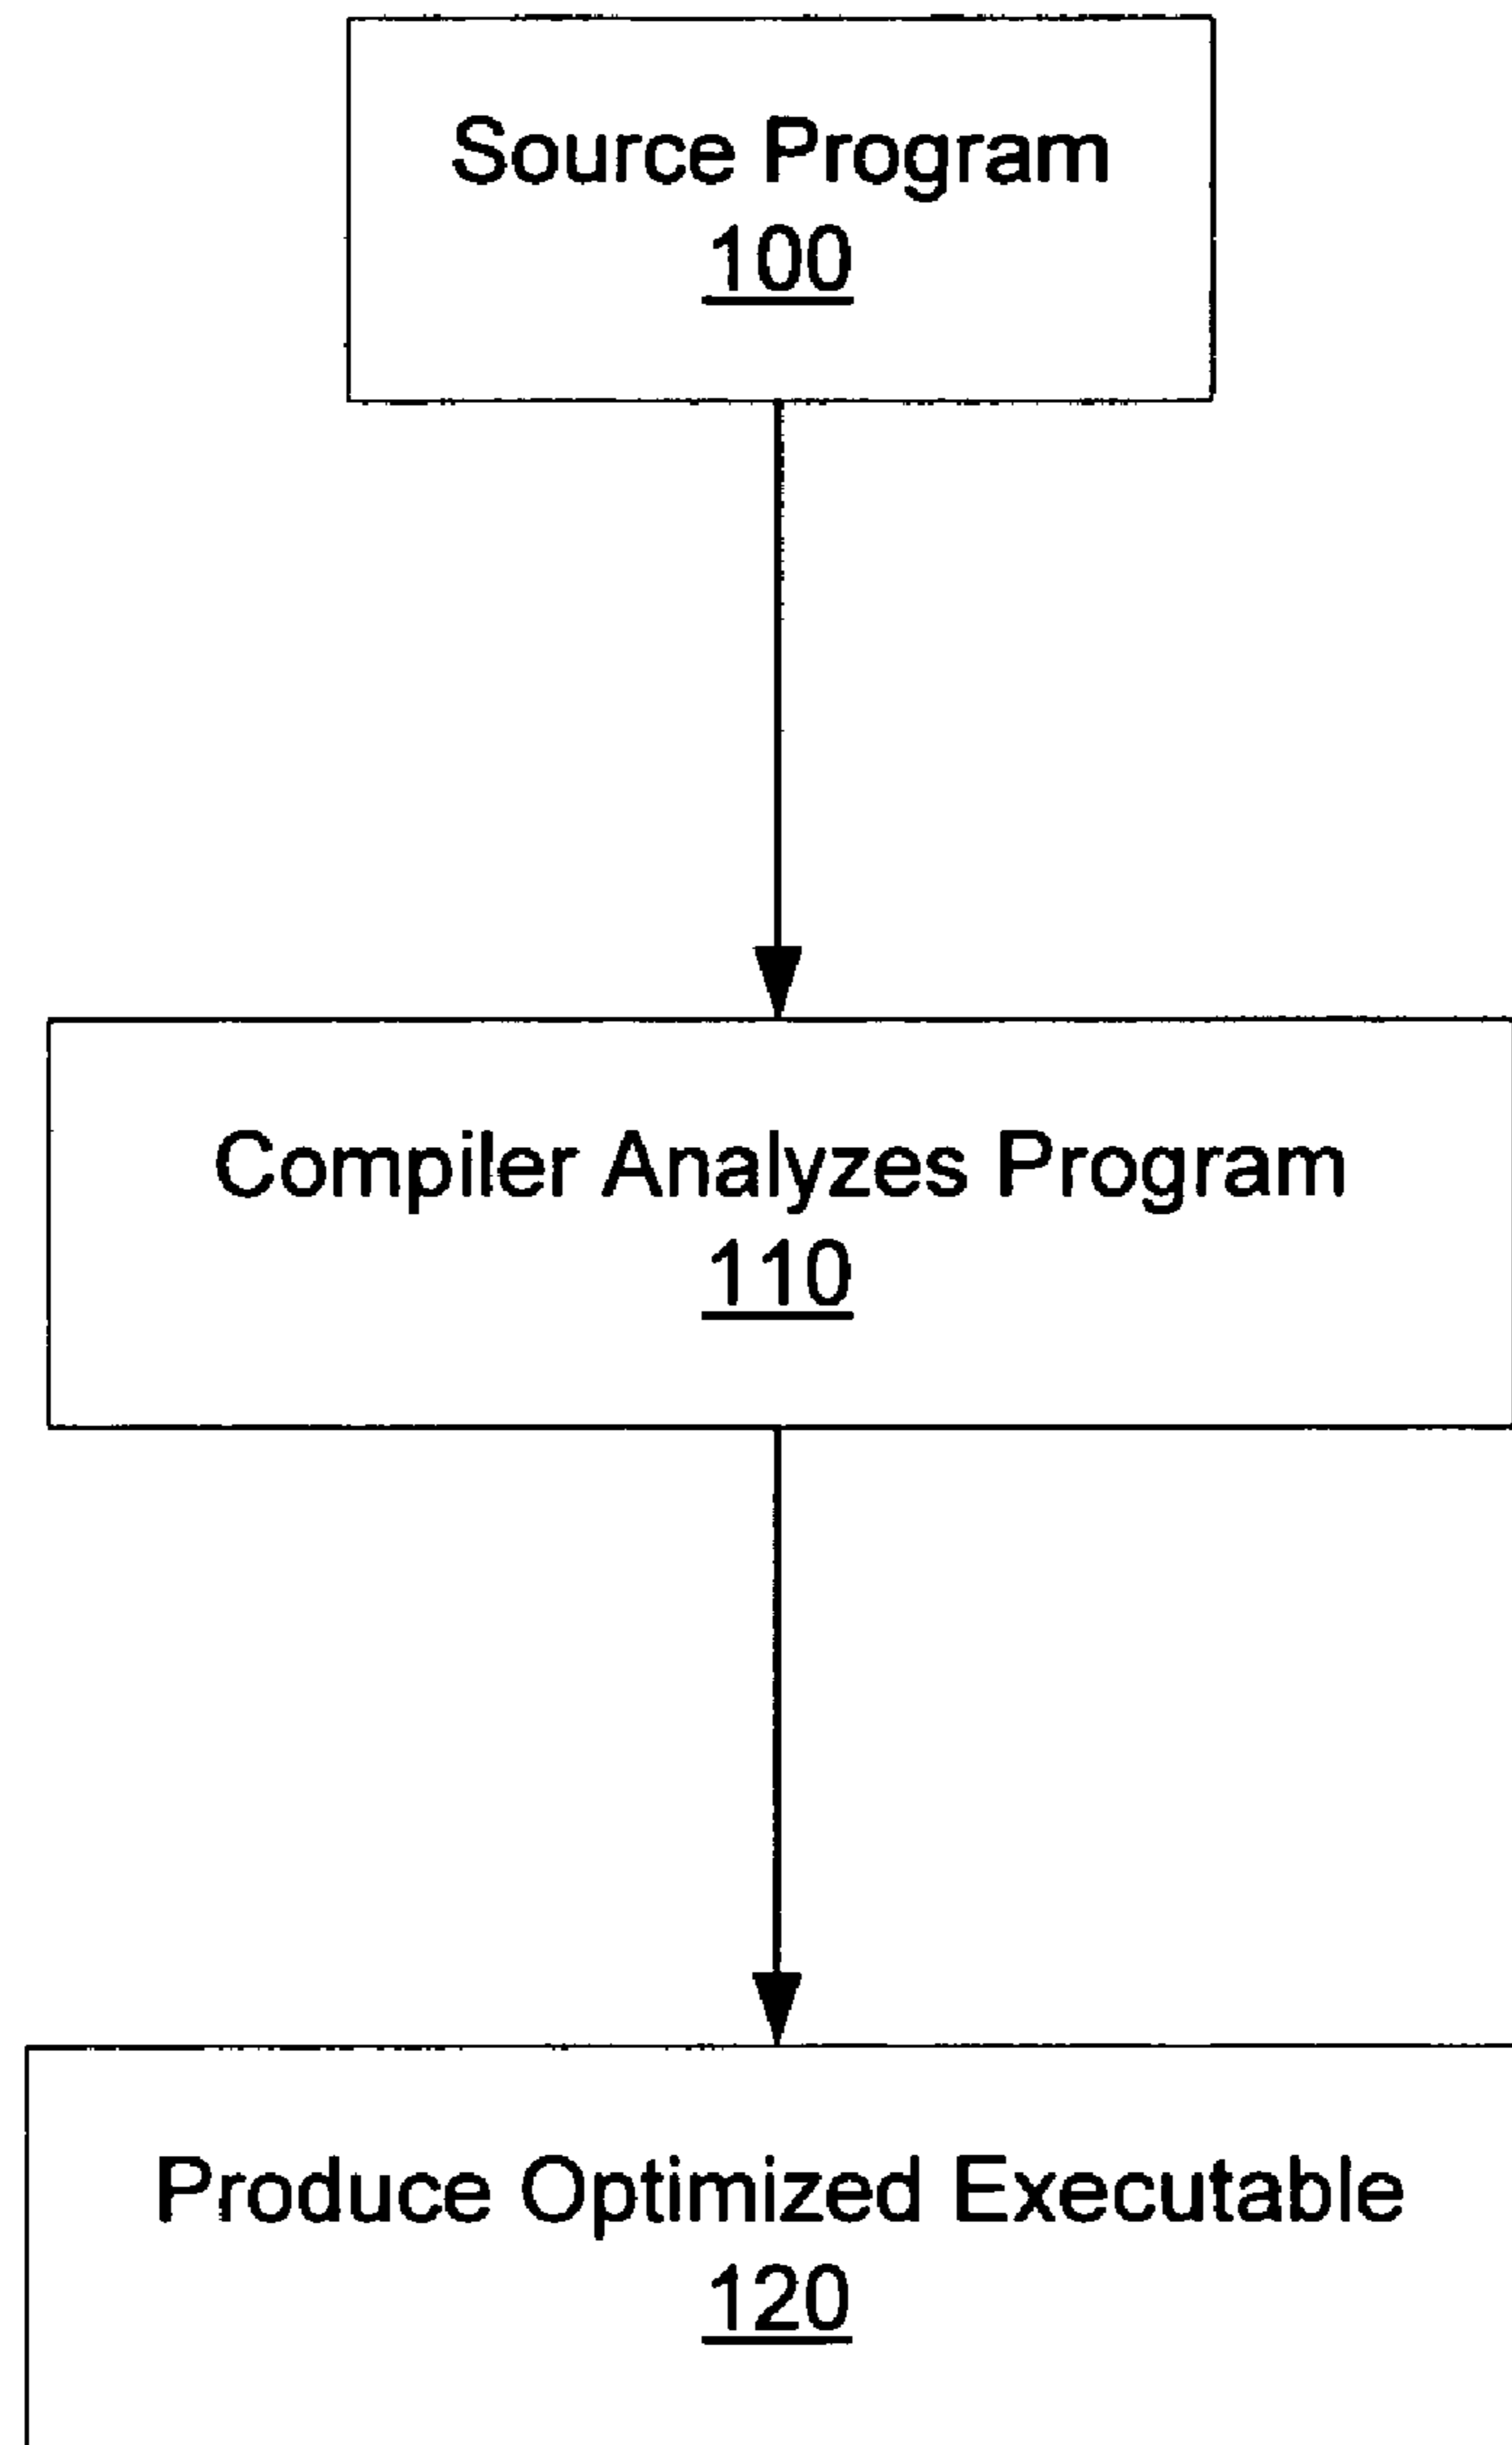 Source Program
100
Compiler Analyzes Program
110
Produce Optimized Executable
120